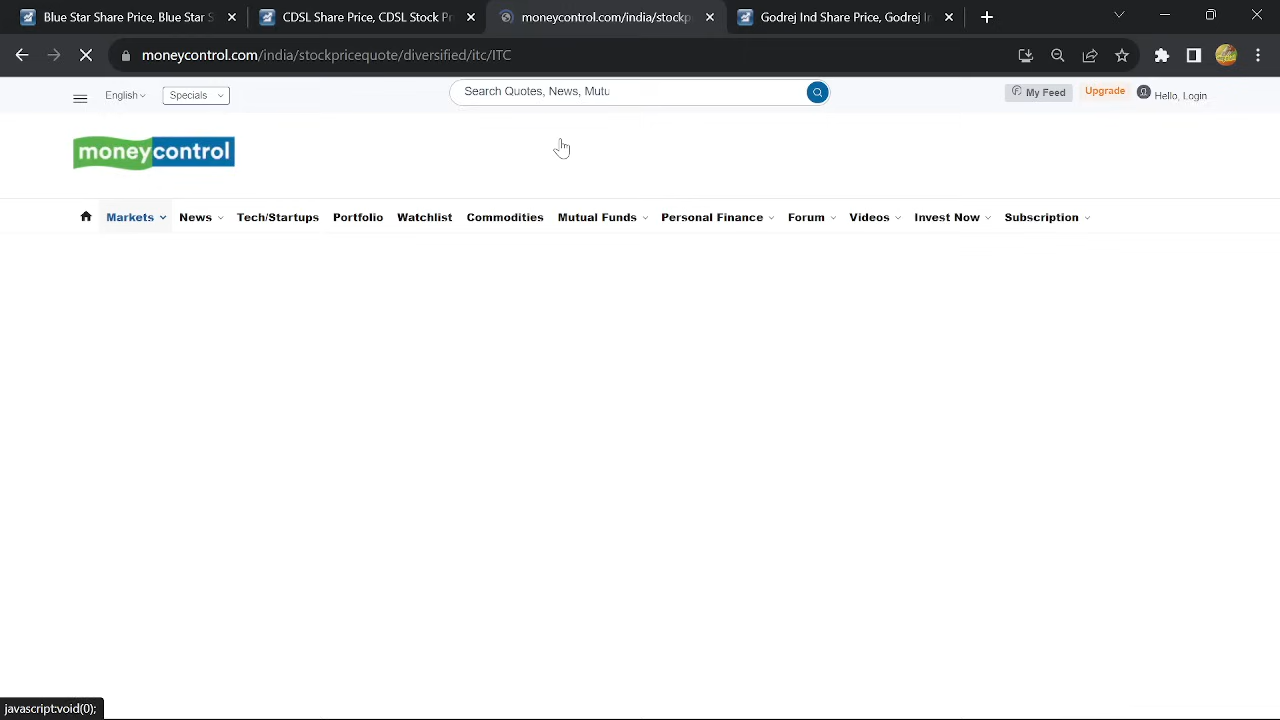 Blue Star Share Price, Blue Star S
CDSL Share Price, CDSL Stock Pr
moneycontrol.com/india/stockp
Godrej Ind Share Price, Godrej In
moneycontrol.com/india/stockpricequote/diversified/itc/ITC
English
Specials
Search Quotes, News, Mutu
My Feed
Upgrade
Hello, Login
moneycontrol
Markets News Tech/Startups Portfolio Watchlist Commodities Mutual Funds Personal Finance Forum Videos Invest Now Subscription
javascript:void(0);